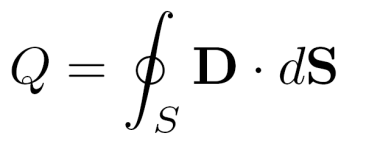 Q = ∮_S 𝐃 · d𝐒